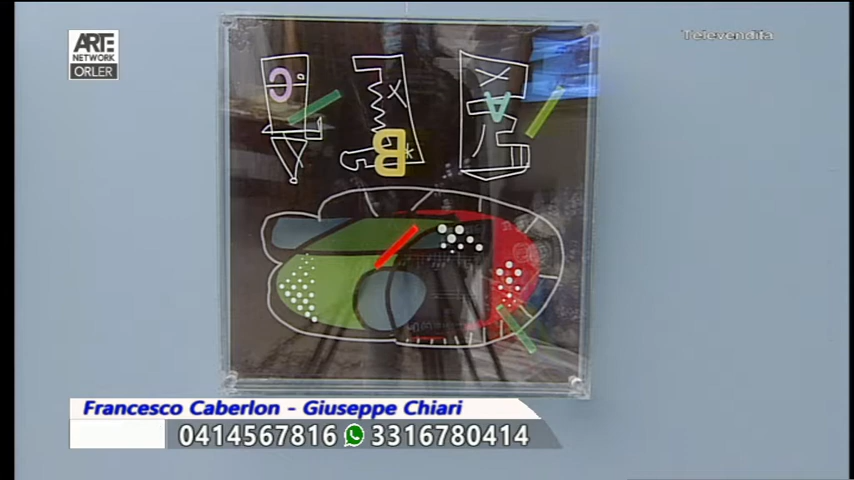 ARTE
NETWORK
ORLER
Televendita
C
B
A
Francesco Caberlon - Giuseppe Chiari
0414567816 3316780414